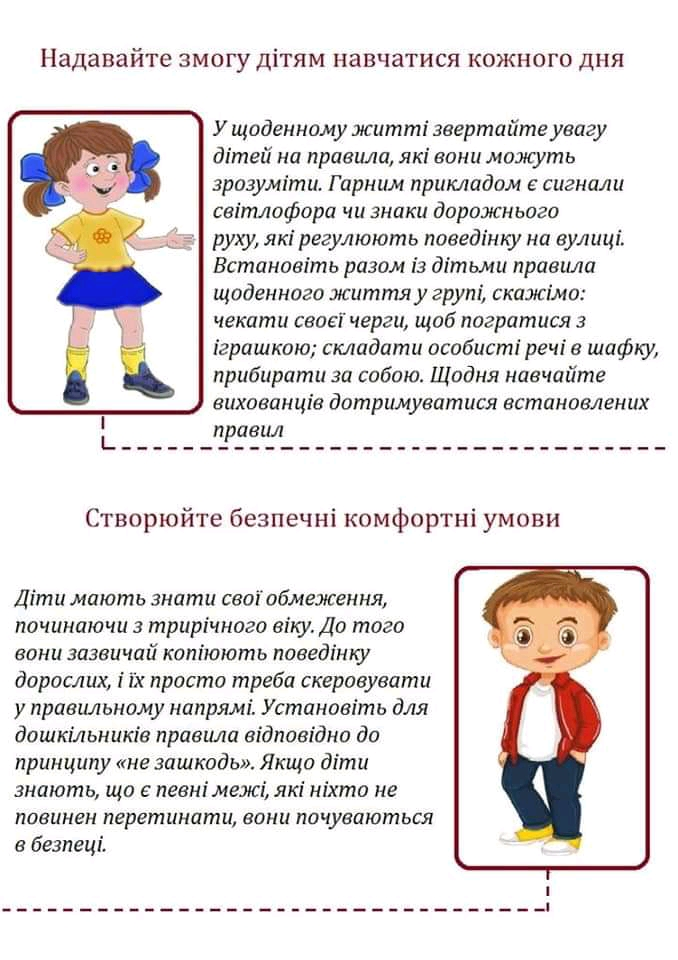 Надавайте змогу дітям навчатися кожного дня
У щоденному житті звертайте увагу
дітей на правила, які вони можуть
зрозуміти. Гарним прикладом є сигнали
світлофора чи знаки дорожнього
руху, які регулюють поведінку на вулиці.
Встановіть разом із дітьми правила
щоденного життя у групі, скажімо:
чекати своєї черги, щоб погратися з
іграшкою; складати особисті речі в шафку,
прибирати за собою. Щодня навчайте
вихованців дотримуватися встановлених
правил
Створюйте безпечні комфортні умови
Діти мають знати свої обмеження,
починаючи з трирічного віку. До того
вони зазвичай копіюють поведінку
дорослих, і їх просто треба скеровувати
у правильному напрямі. Установіть для
дошкільників правила відповідно до
принципу «не зашкодь». Якщо діти
знають, що є певні межі, які ніхто не
повинен перетинати, вони почуваються
в безпеці.